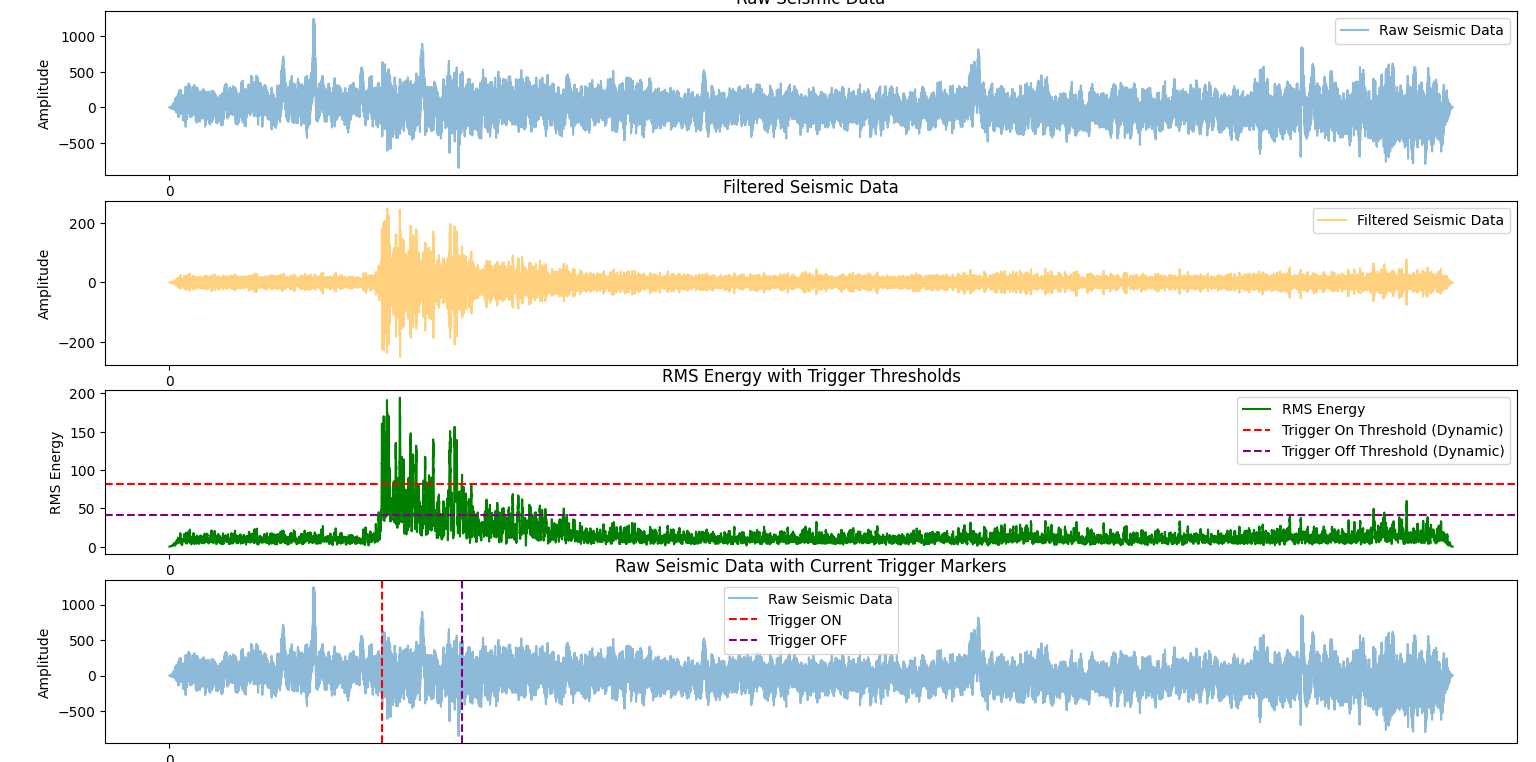 Raw Seismic Data
1000
500
0
−500
Amplitude
Raw Seismic Data
0
Filtered Seismic Data
200
0
−200
Amplitude
Filtered Seismic Data
0
RMS Energy with Trigger Thresholds
200
150
100
50
0
RMS Energy
RMS Energy
Trigger On Threshold (Dynamic)
Trigger Off Threshold (Dynamic)
0
Raw Seismic Data with Current Trigger Markers
1000
500
0
−500
Amplitude
Raw Seismic Data
Trigger ON
Trigger OFF
0